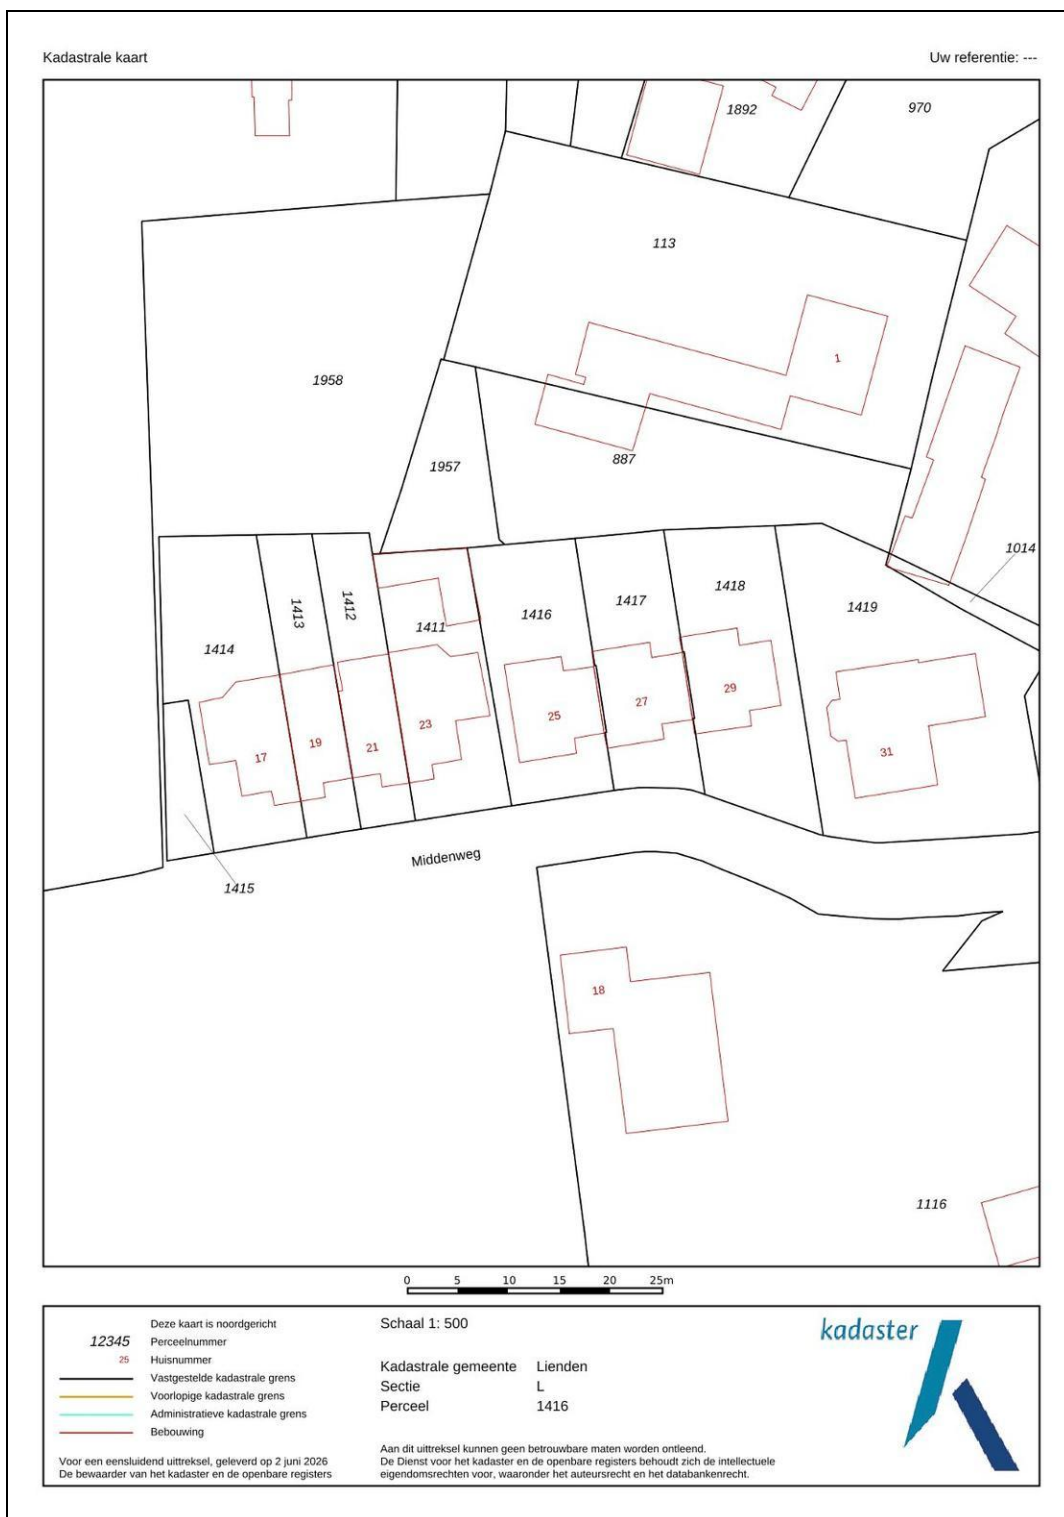 Kadastrale kaart
Uw referentie: ---
1892
970
113
1
1958
1957
887
1014
1413
1412
1411
1416
1417
1418
1419
1414
17
19
21
23
25
27
29
31
Middenweg
1415
18
1116
0 5 10 15 20 25m
Deze kaart is noordgericht
12345 Perceelnummer
25 Huisnummer
Vastgestelde kadastrale grens
Voorlopige kadastrale grens
Administratieve kadastrale grens
Bebouwing
Voor een eensluidend uittreksel, geleverd op 2 juni 2026
De bewaarder van het kadaster en de openbare registers
Schaal 1: 500
Kadastrale gemeente Lienden
Sectie L
Perceel 1416
Aan dit uittreksel kunnen geen betrouwbare maten worden ontleend.
De Dienst voor het kadaster en de openbare registers behoudt zich de intellectuele
eigendomsrechten voor, waaronder het auteursrecht en het databankenrecht.
kadaster